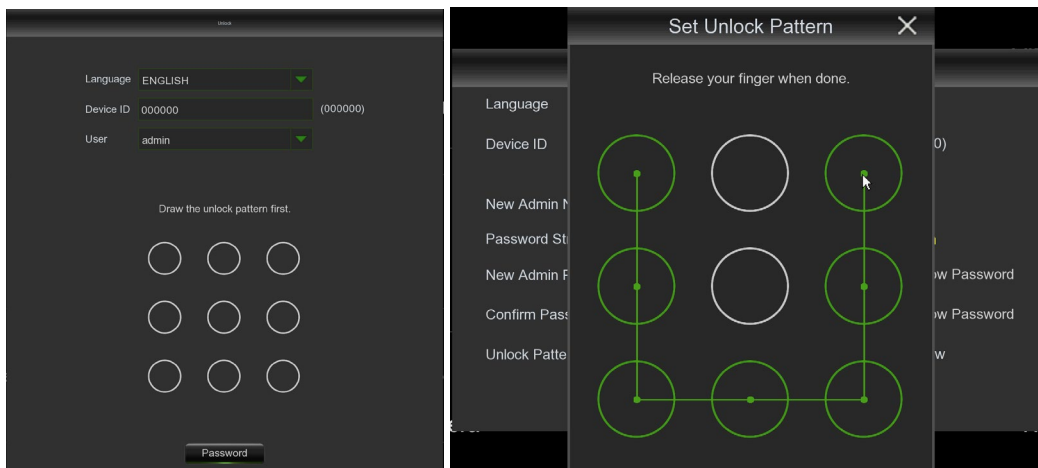 Unlock
Language ENGLISH
Device ID 000000 (000000)
User admin
Draw the unlock pattern first.
Password
Set Unlock Pattern
Release your finger when done.
Language
Device ID 0)
New Admin N
Password St
New Admin P ow Password
Confirm Pass ow Password
Unlock Patte w